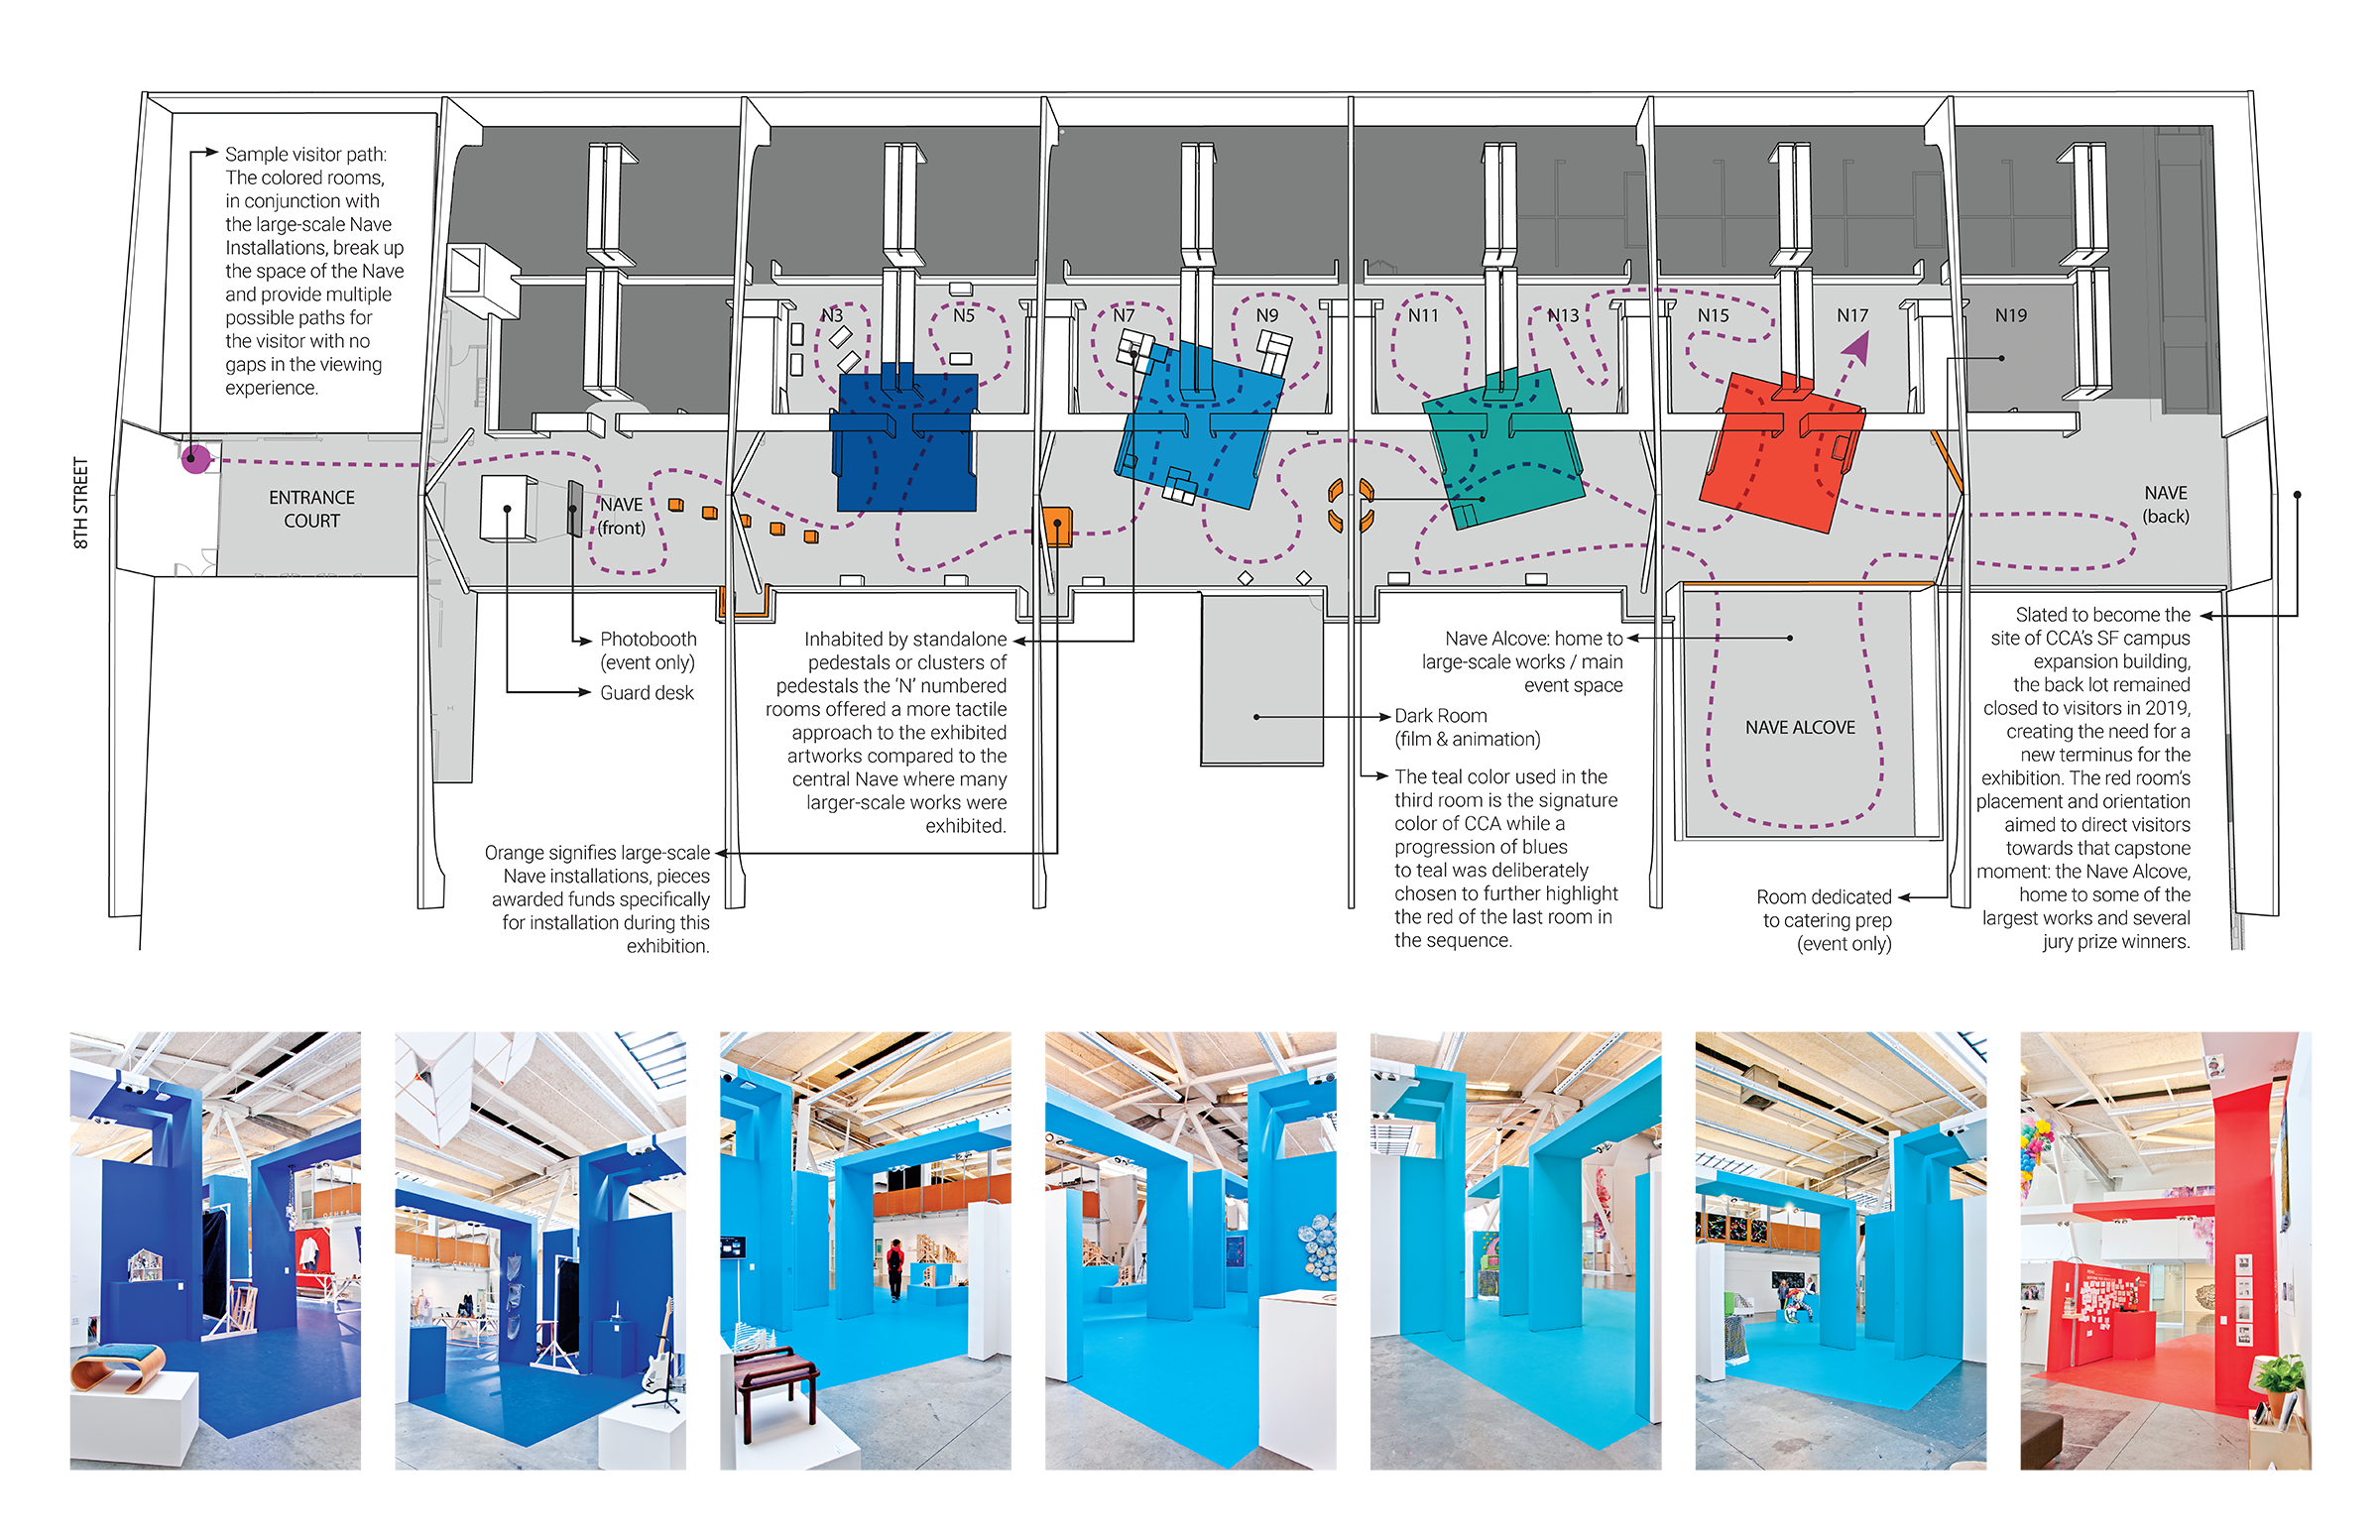 Sample visitor path:
The colored rooms,
in conjunction with
the large-scale Nave
Installations, break up
the space of the Nave
and provide multiple
possible paths for
the visitor with no
gaps in the viewing
experience.
N3
N5
N7
N9
N11
N13
N15
N17
N19
8TH STREET
ENTRANCE
COURT
NAVE
(front)
NAVE
(back)
Photobooth
(event only)
Guard desk
Orange signifies large-scale
Nave installations, pieces
awarded funds specifically
for installation during this
exhibition.
Inhabited by standalone
pedestals or clusters of
pedestals the ‘N’ numbered
rooms offered a more tactile
approach to the exhibited
artworks compared to the
central Nave where many
larger-scale works were
exhibited.
Nave Alcove: home to
large-scale works / main
event space
Dark Room
(film & animation)
The teal color used in the
third room is the signature
color of CCA while a
progression of blues
to teal was deliberately
chosen to further highlight
the red of the last room in
the sequence.
NAVE ALCOVE
Room dedicated
to catering prep
(event only)
Slated to become the
site of CCA’s SF campus
expansion building,
the back lot remained
closed to visitors in 2019,
creating the need for a
new terminus for the
exhibition. The red room’s
placement and orientation
aimed to direct visitors
towards that capstone
moment: the Nave Alcove,
home to some of the
largest works and several
jury prize winners.